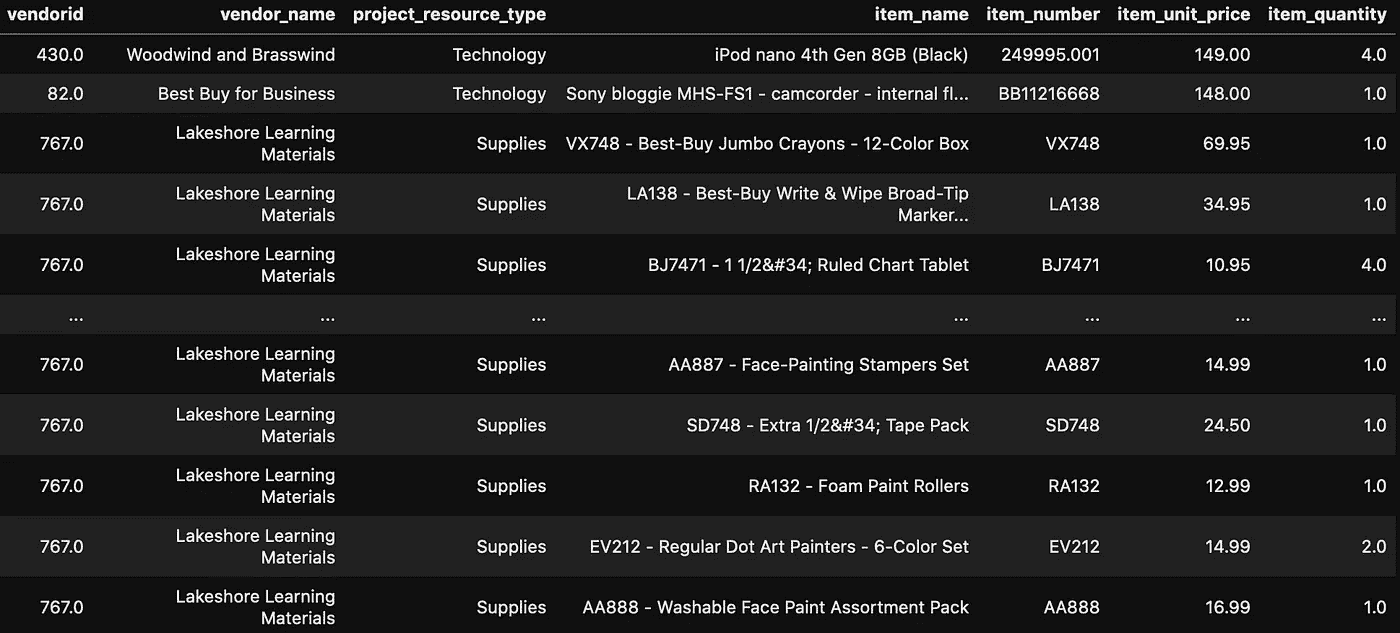 vendorid vendor_name project_resource_type item_name item_number item_unit_price item_quantity
430.0 Woodwind and Brasswind Technology iPod nano 4th Gen 8GB (Black) 249995.001 149.00 4.0
82.0 Best Buy for Business Technology Sony bloggie MHS-FS1 - camcorder - internal fl... BB11216668 148.00 1.0
Lakeshore Learning
767.0 Supplies VX748 - Best-Buy Jumbo Crayons - 12-Color Box VX748 69.95 1.0
Materials
Lakeshore Learning LA138 - Best-Buy Write & Wipe Broad-Tip
767.0 Supplies LA138 34.95 1.0
Materials Marker...
Lakeshore Learning
767.0 Supplies BJ7471 - 1 1/2&#34; Ruled Chart Tablet BJ7471 10.95 4.0
Materials
... ... ... ... ... ... ...
Lakeshore Learning
767.0 Supplies AA887 - Face-Painting Stampers Set AA887 14.99 1.0
Materials
Lakeshore Learning
767.0 Supplies SD748 - Extra 1/2&#34; Tape Pack SD748 24.50 1.0
Materials
Lakeshore Learning
767.0 Supplies RA132 - Foam Paint Rollers RA132 12.99 1.0
Materials
Lakeshore Learning
767.0 Supplies EV212 - Regular Dot Art Painters - 6-Color Set EV212 14.99 2.0
Materials
Lakeshore Learning
767.0 Supplies AA888 - Washable Face Paint Assortment Pack AA888 16.99 1.0
Materials